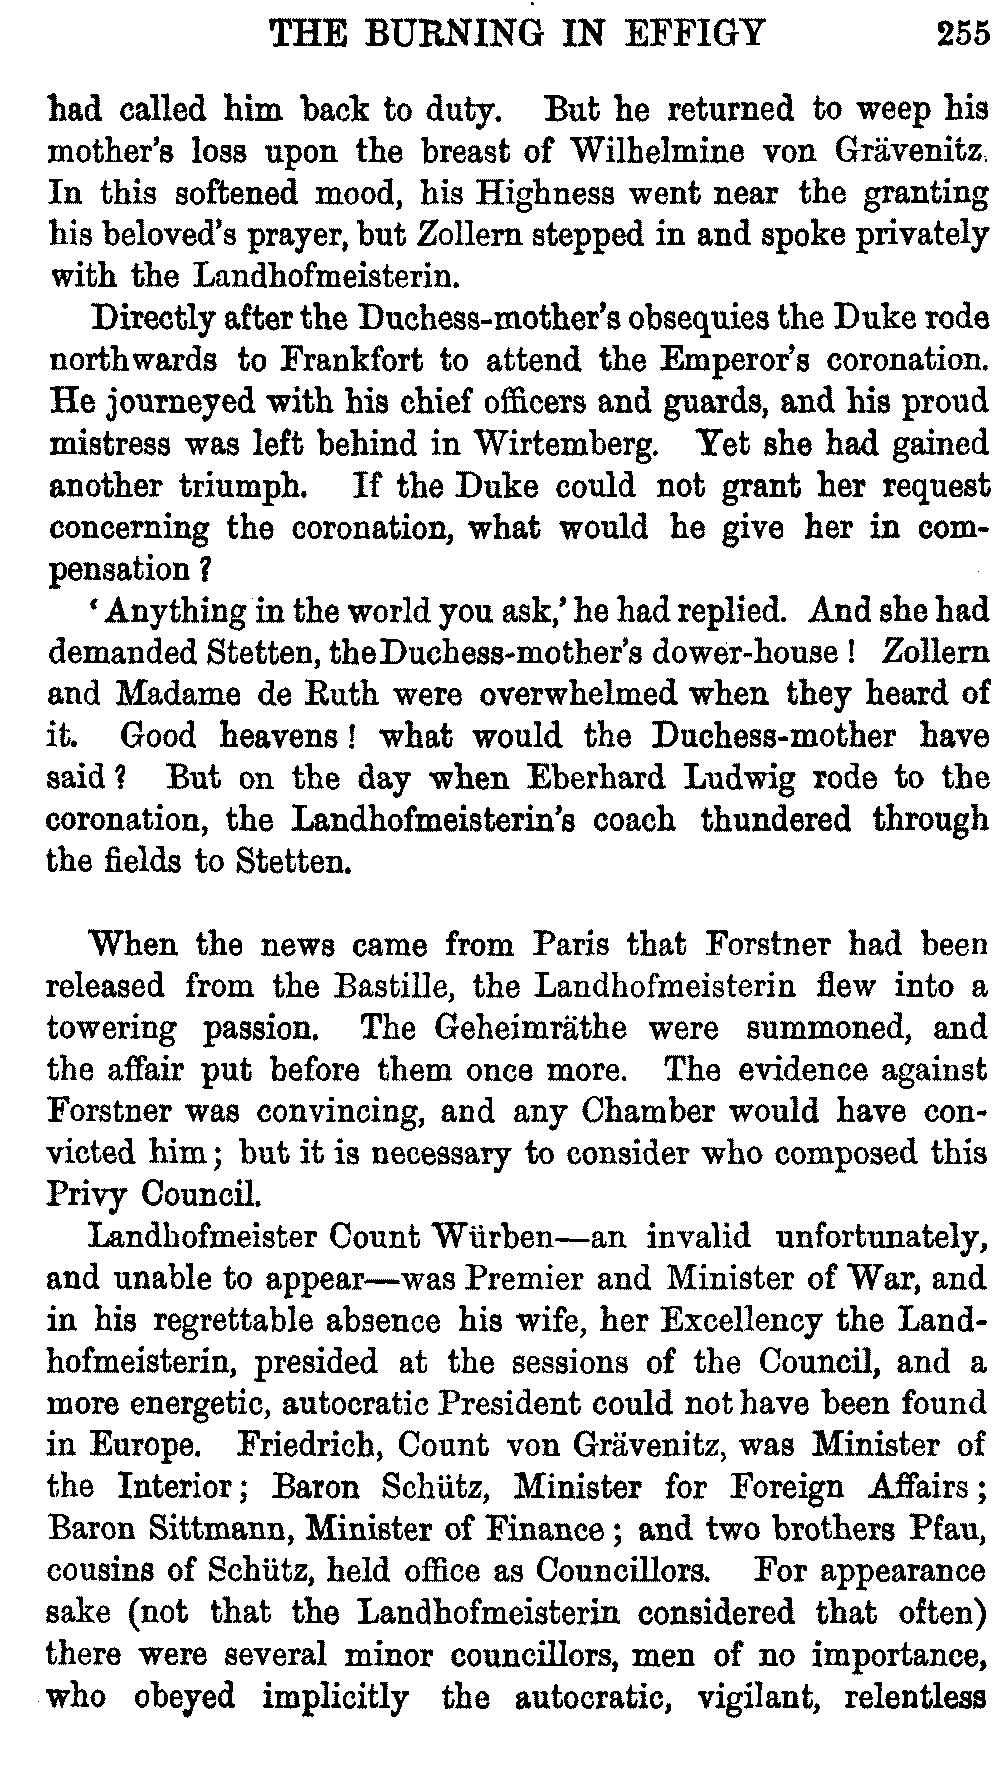 THE BURNING IN EFFIGY 255
had called him back to duty. But he returned to weep his
mother's loss upon the breast of Wilhelmine von Grävenitz.
In this softened mood, his Highness went near the granting
his beloved's prayer, but Zollern stepped in and spoke privately
with the Landhofmeisterin.
Directly after the Duchess-mother's obsequies the Duke rode
northwards to Frankfort to attend the Emperor's coronation.
He journeyed with his chief officers and guards, and his proud
mistress was left behind in Wirtemberg. Yet she had gained
another triumph. If the Duke could not grant her request
concerning the coronation, what would he give her in com-
pensation?
'Anything in the world you ask,' he had replied. And she had
demanded Stetten, the Duchess-mother's dower-house! Zollern
and Madame de Ruth were overwhelmed when they heard of
it. Good heavens! what would the Duchess-mother have
said? But on the day when Eberhard Ludwig rode to the
coronation, the Landhofmeisterin's coach thundered through
the fields to Stetten.
When the news came from Paris that Forstner had been
released from the Bastille, the Landhofmeisterin flew into a
towering passion. The Geheimräthe were summoned, and
the affair put before them once more. The evidence against
Forstner was convincing, and any Chamber would have con-
victed him; but it is necessary to consider who composed this
Privy Council.
Landhofmeister Count Würben—an invalid unfortunately,
and unable to appear—was Premier and Minister of War, and
in his regrettable absence his wife, her Excellency the Land-
hofmeisterin, presided at the sessions of the Council, and a
more energetic, autocratic President could not have been found
in Europe. Friedrich, Count von Grävenitz, was Minister of
the Interior; Baron Schütz, Minister for Foreign Affairs;
Baron Sittmann, Minister of Finance; and two brothers Pfau,
cousins of Schütz, held office as Councillors. For appearance
sake (not that the Landhofmeisterin considered that often)
there were several minor councillors, men of no importance,
who obeyed implicitly the autocratic, vigilant, relentless